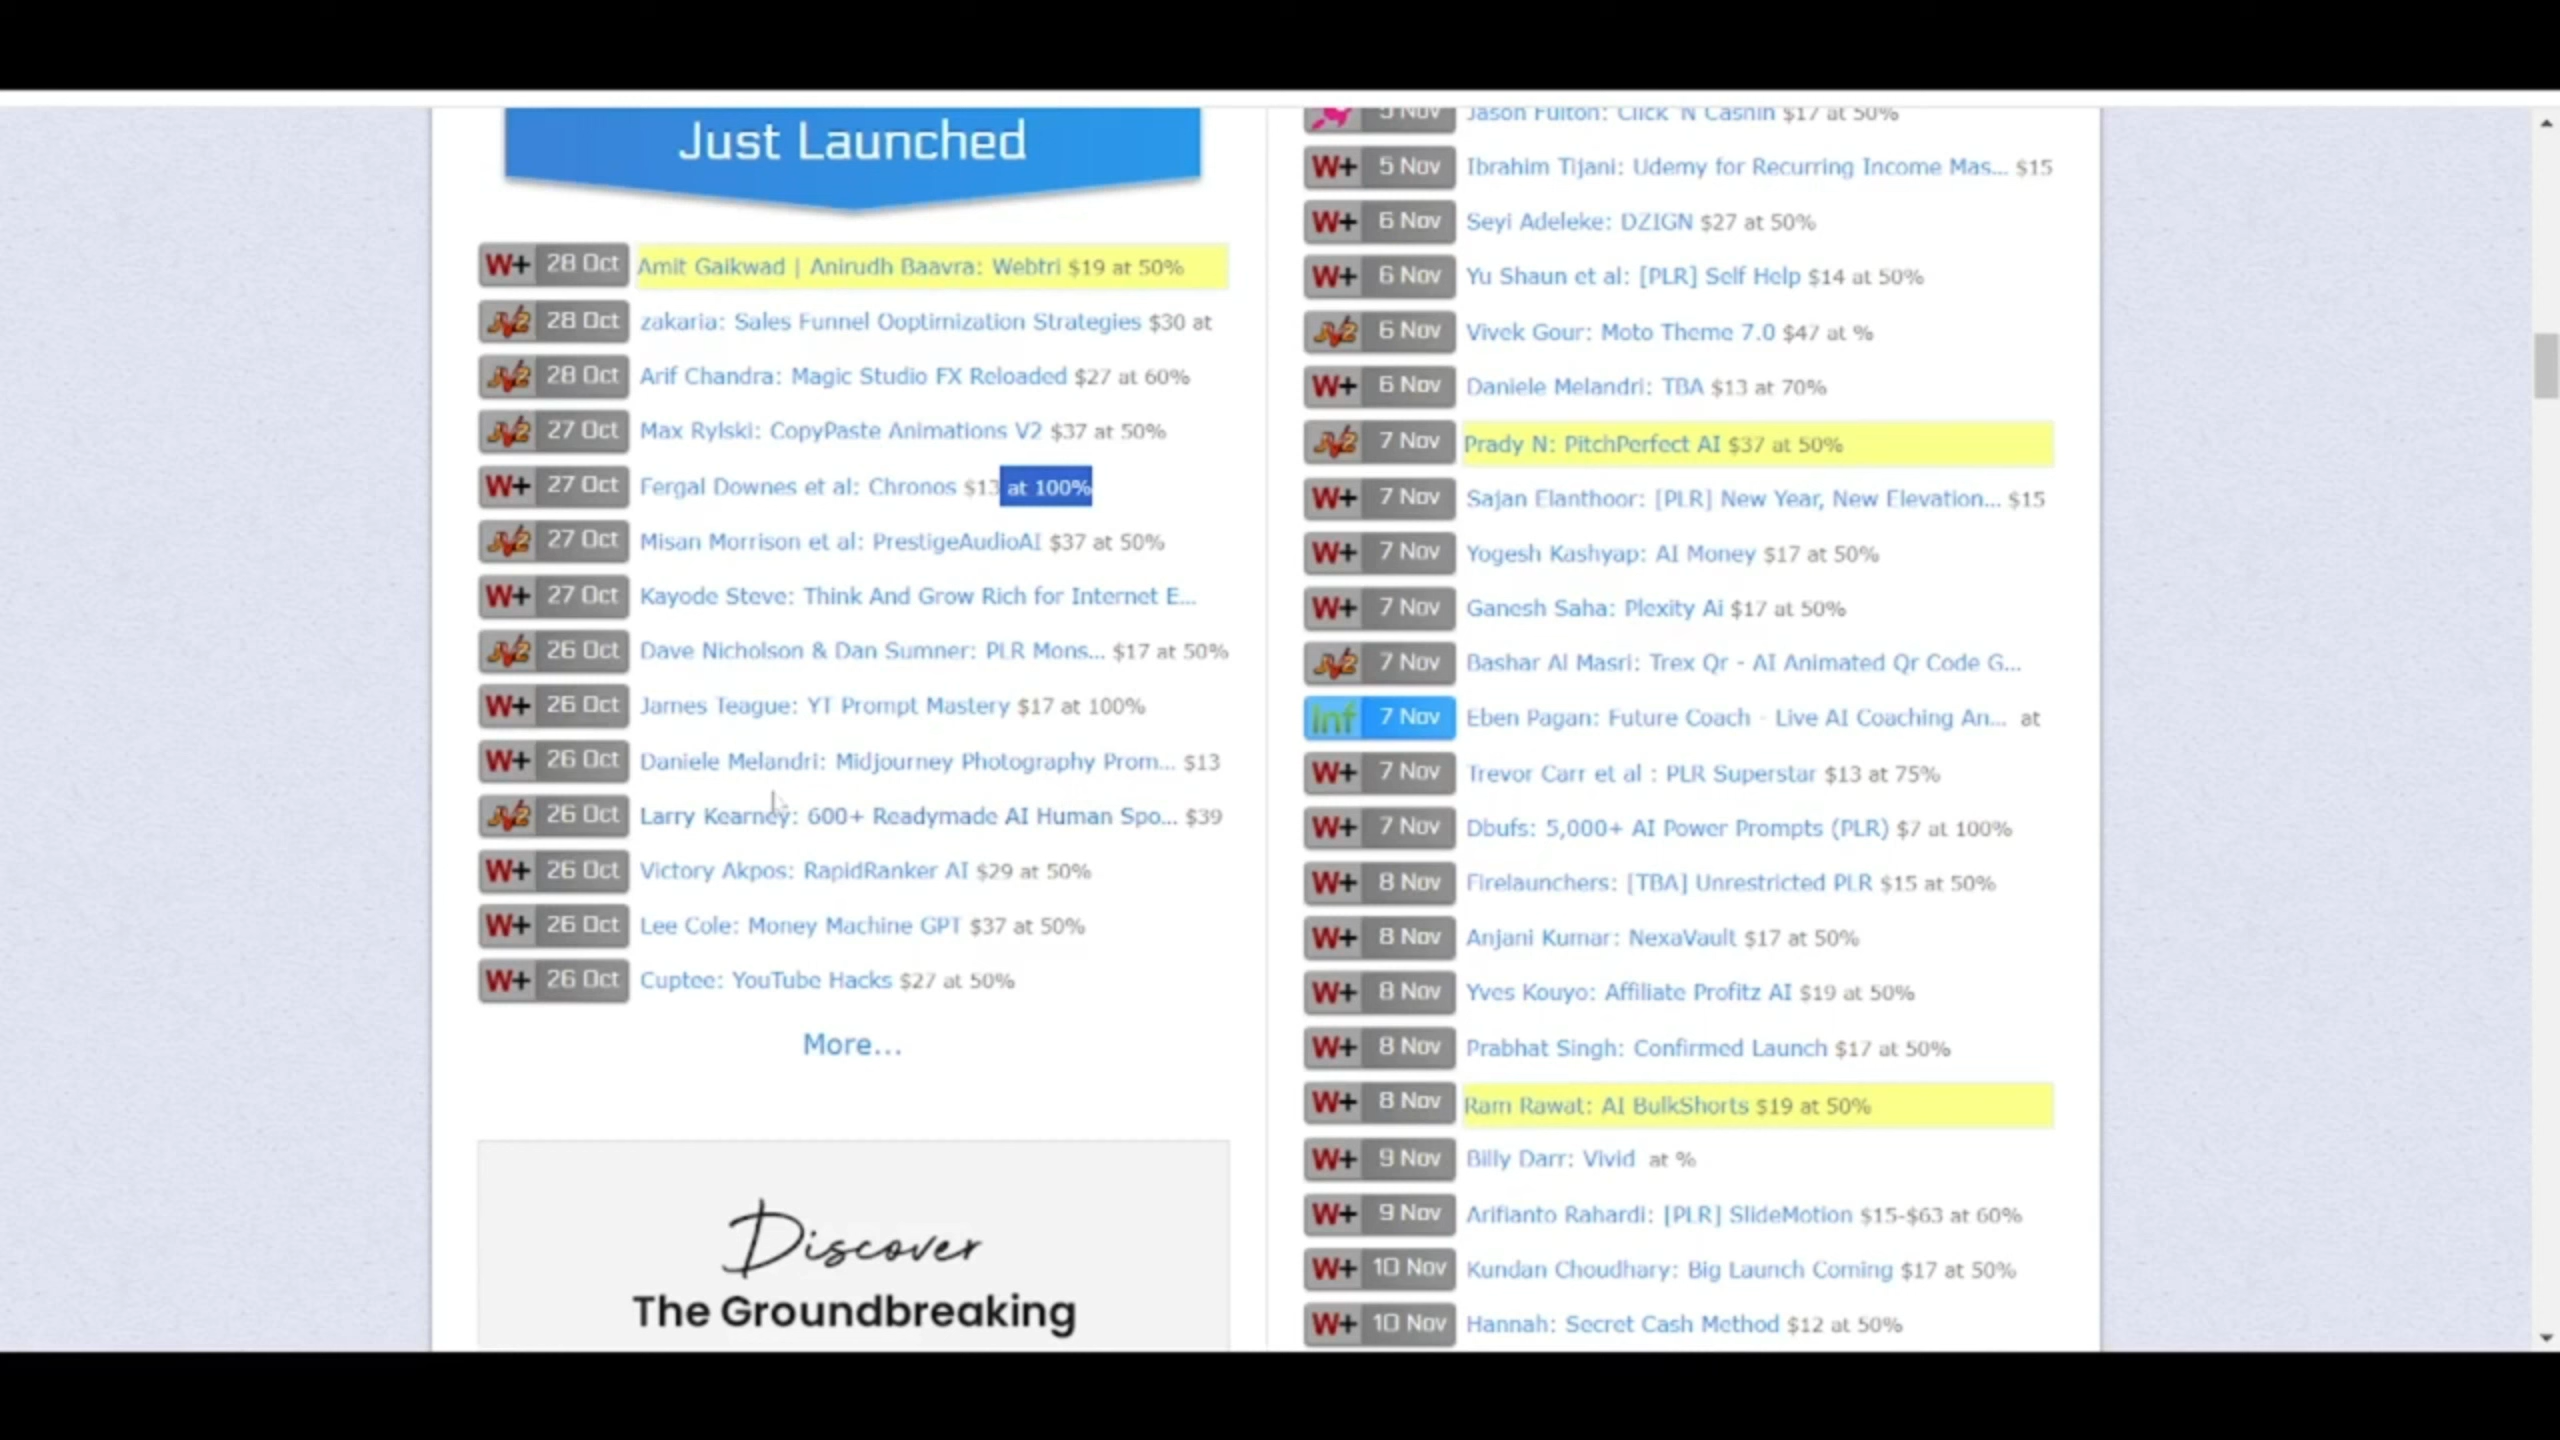 Just Launched
W+ 28 Oct Amit Gaikwad | Anirudh Baavra: Webtri $19 at 50%
JV2 28 Oct zakaria: Sales Funnel Ooptimization Strategies $30 at
JV2 28 Oct Arif Chandra: Magic Studio FX Reloaded $27 at 60%
JV2 27 Oct Max Rylski: CopyPaste Animations V2 $37 at 50%
W+ 27 Oct Fergal Downes et al: Chronos $13 at 100%
JV2 27 Oct Misan Morrison et al: PrestigeAudioAI $37 at 50%
W+ 27 Oct Kayode Steve: Think And Grow Rich for Internet E...
JV2 26 Oct Dave Nicholson & Dan Sumner: PLR Mons... $17 at 50%
W+ 26 Oct James Teague: YT Prompt Mastery $17 at 100%
W+ 26 Oct Daniele Melandri: Midjourney Photography Prom... $13
JV2 26 Oct Larry Kearney: 600+ Readymade AI Human Spo... $39
W+ 26 Oct Victory Akpos: RapidRanker AI $29 at 50%
W+ 26 Oct Lee Cole: Money Machine GPT $37 at 50%
W+ 26 Oct Cuptee: YouTube Hacks $27 at 50%
More...
Discover
The Groundbreaking
5 Nov Jason Fulton: Click 'N Cashin $17 at 50%
W+ 5 Nov Ibrahim Tijani: Udemy for Recurring Income Mas... $15
W+ 6 Nov Seyi Adeleke: DZIGN $27 at 50%
W+ 6 Nov Yu Shaun et al: [PLR] Self Help $14 at 50%
JV2 6 Nov Vivek Gour: Moto Theme 7.0 $47 at %
W+ 6 Nov Daniele Melandri: TBA $13 at 70%
JV2 7 Nov Prady N: PitchPerfect AI $37 at 50%
W+ 7 Nov Sajan Elanthoor: [PLR] New Year, New Elevation... $15
W+ 7 Nov Yogesh Kashyap: AI Money $17 at 50%
W+ 7 Nov Ganesh Saha: Plexity Ai $17 at 50%
JV2 7 Nov Bashar Al Masri: Trex Qr - AI Animated Qr Code G...
Inf 7 Nov Eben Pagan: Future Coach - Live AI Coaching An... at
W+ 7 Nov Trevor Carr et al : PLR Superstar $13 at 75%
W+ 7 Nov Dbufs: 5,000+ AI Power Prompts (PLR) $7 at 100%
W+ 8 Nov Firelaunchers: [TBA] Unrestricted PLR $15 at 50%
W+ 8 Nov Anjani Kumar: NexaVault $17 at 50%
W+ 8 Nov Yves Kouyo: Affiliate Profitz AI $19 at 50%
W+ 8 Nov Prabhat Singh: Confirmed Launch $17 at 50%
W+ 8 Nov Ram Rawat: AI BulkShorts $19 at 50%
W+ 9 Nov Billy Darr: Vivid at %
W+ 9 Nov Arifianto Rahardi: [PLR] SlideMotion $15-$63 at 60%
W+ 10 Nov Kundan Choudhary: Big Launch Coming $17 at 50%
W+ 10 Nov Hannah: Secret Cash Method $12 at 50%